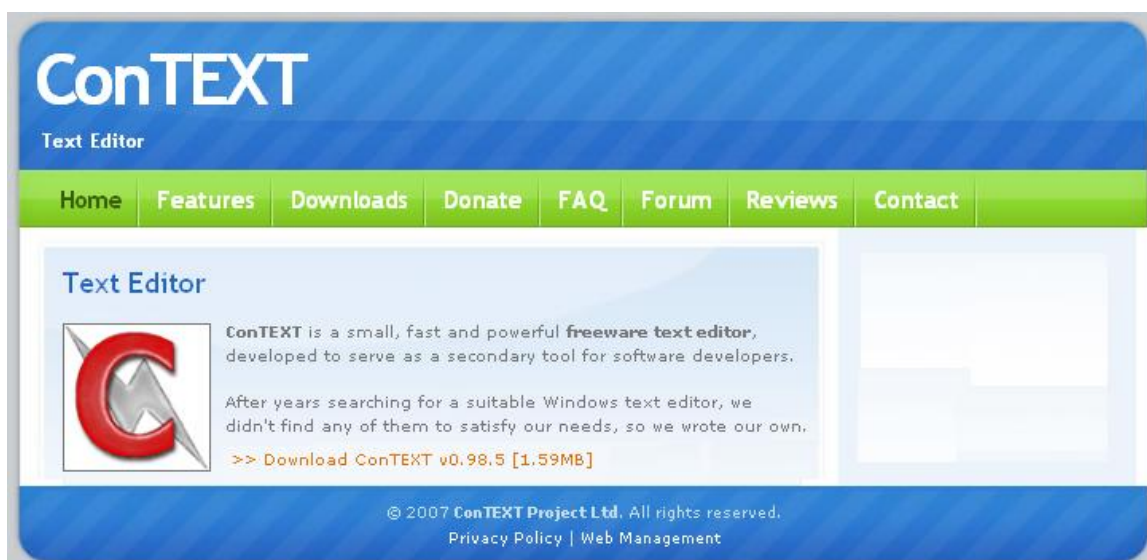 ConTEXT
Text Editor
Home Features Downloads Donate FAQ Forum Reviews Contact
Text Editor
C
ConTEXT is a small, fast and powerful freeware text editor,
developed to serve as a secondary tool for software developers.
After years searching for a suitable Windows text editor, we
didn't find any of them to satisfy our needs, so we wrote our own.
>> Download ConTEXT v0.98.5 [1.59MB]
© 2007 ConTEXT Project Ltd. All rights reserved.
Privacy Policy | Web Management